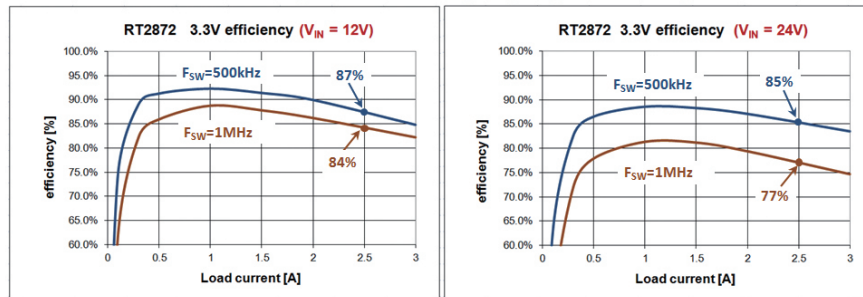 RT2872 3.3V efficiency (VIN = 12V)
100.0%
95.0%
90.0%
85.0%
80.0%
75.0%
70.0%
65.0%
60.0%
efficiency [%]
FSW=500kHz
87%
FSW=1MHz
84%
0 0.5 1 1.5 2 2.5 3
Load current [A]
RT2872 3.3V efficiency (VIN = 24V)
100.0%
95.0%
90.0%
85.0%
80.0%
75.0%
70.0%
65.0%
60.0%
efficiency [%]
FSW=500kHz
85%
FSW=1MHz
77%
0 0.5 1 1.5 2 2.5 3
Load current [A]